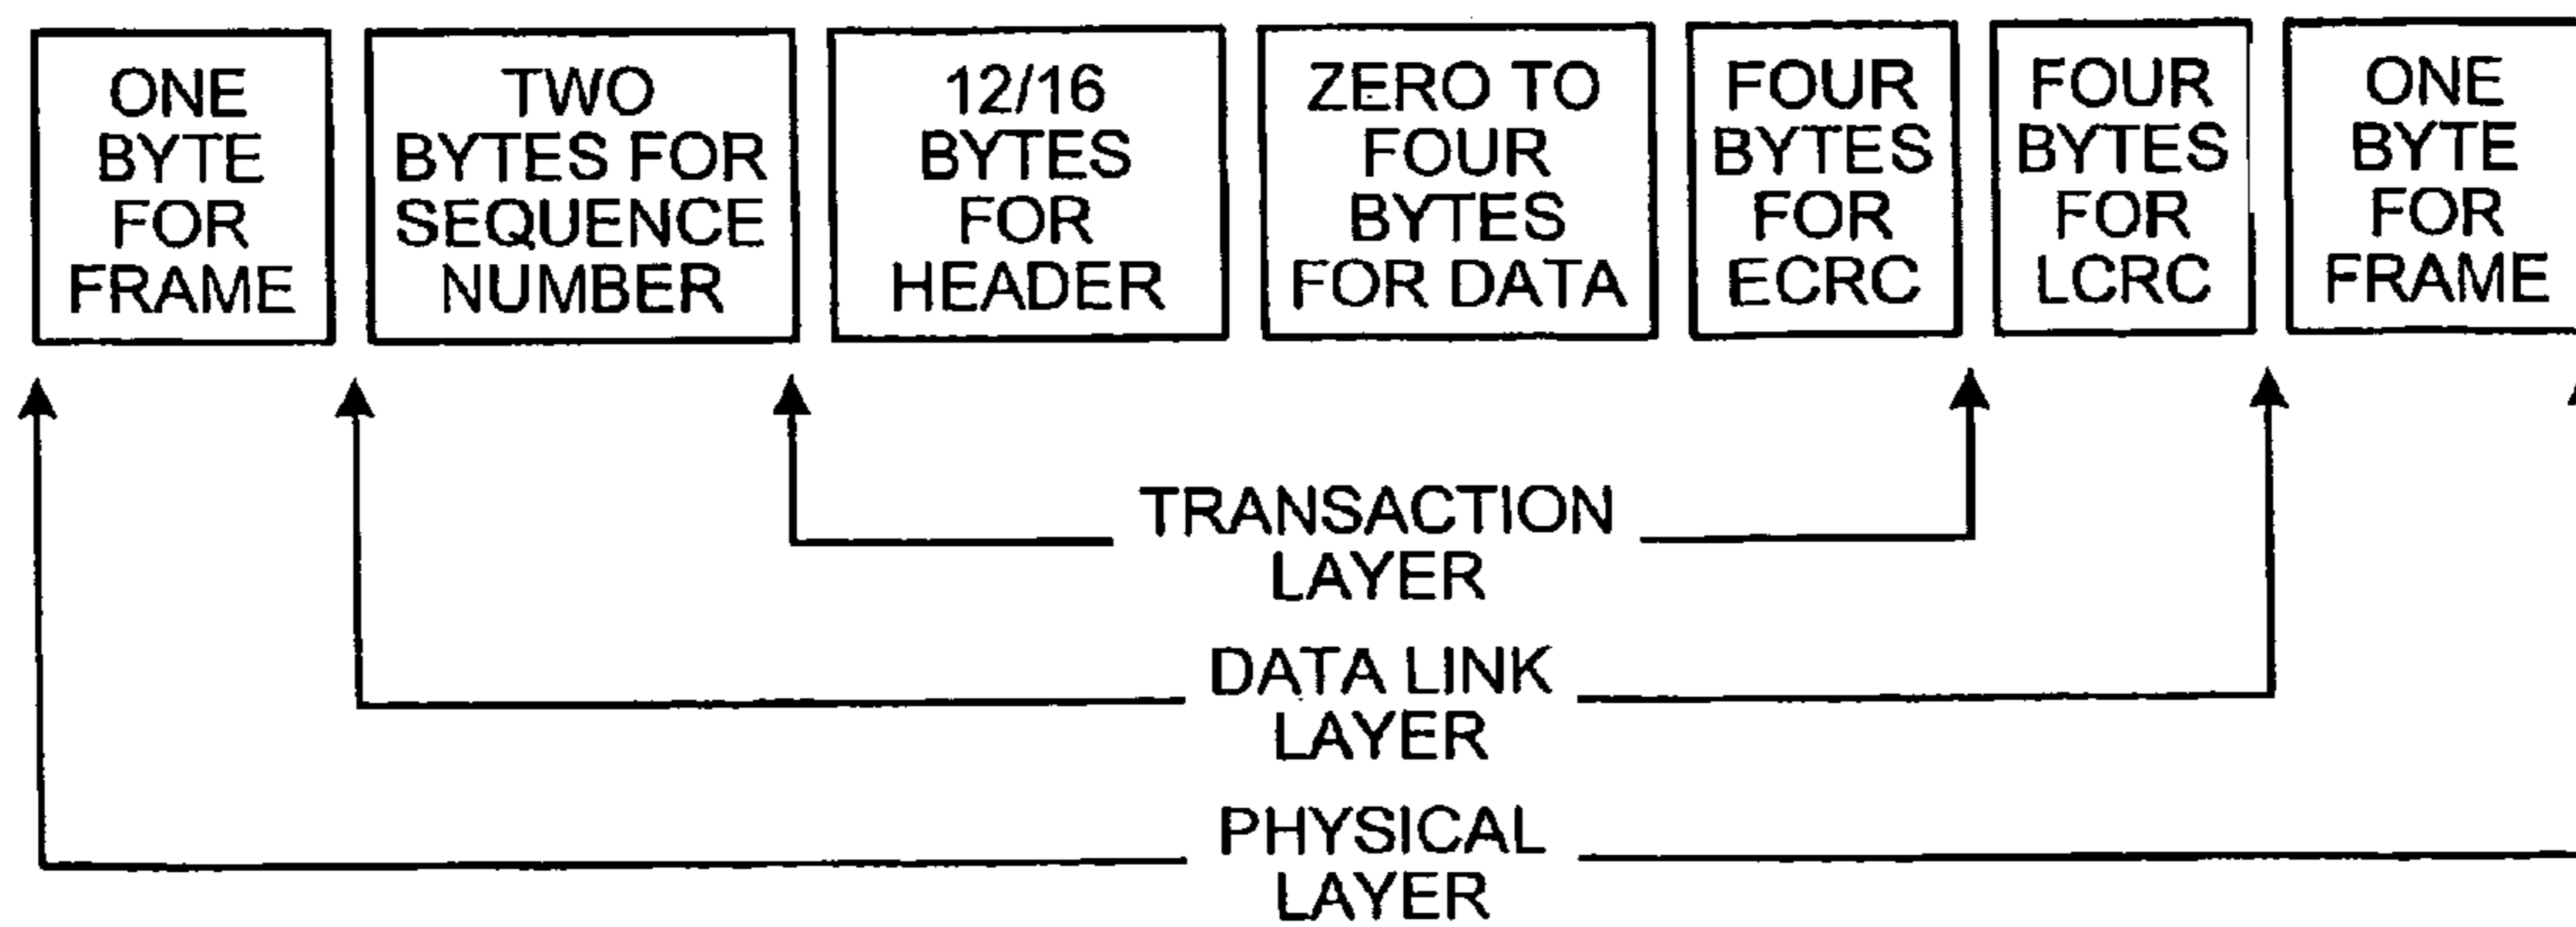 ONE
BYTE
FOR
FRAME
TWO
BYTES FOR
SEQUENCE
NUMBER
12/16
BYTES
FOR
HEADER
ZERO TO
FOUR
BYTES
FOR DATA
FOUR
BYTES
FOR
ECRC
FOUR
BYTES
FOR
LCRC
ONE
BYTE
FOR
FRAME
TRANSACTION
LAYER
DATA LINK
LAYER
PHYSICAL
LAYER